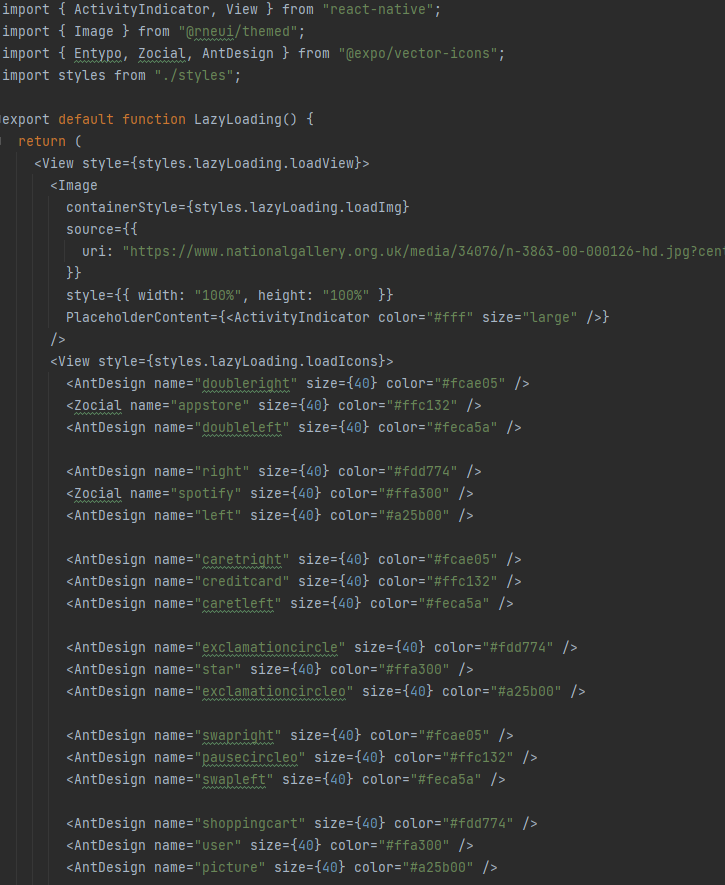 import { ActivityIndicator, View } from "react-native";
import { Image } from "@rneui/themed";
import { Entypo, Zocial, AntDesign } from "@expo/vector-icons";
import styles from "./styles";
export default function LazyLoading() {
return (
<View style={styles.lazyLoading.loadView}>
<Image
containerStyle={styles.lazyLoading.loadImg}
source={{
uri: "https://www.nationalgallery.org.uk/media/34076/n-3863-00-000126-hd.jpg?cent
}}
style={{ width: "100%", height: "100%" }}
PlaceholderContent={<ActivityIndicator color="#fff" size="large" />}
/>
<View style={styles.lazyLoading.loadIcons}>
<AntDesign name="doubleright" size={40} color="#fcae05" />
<Zocial name="appstore" size={40} color="#ffc132" />
<AntDesign name="doubleleft" size={40} color="#feca5a" />
<AntDesign name="right" size={40} color="#fdd774" />
<Zocial name="spotify" size={40} color="#ffa300" />
<AntDesign name="left" size={40} color="#a25b00" />
<AntDesign name="caretright" size={40} color="#fcae05" />
<AntDesign name="creditcard" size={40} color="#ffc132" />
<AntDesign name="caretleft" size={40} color="#feca5a" />
<AntDesign name="exclamationcircle" size={40} color="#fdd774" />
<AntDesign name="star" size={40} color="#ffa300" />
<AntDesign name="exclamationcircleo" size={40} color="#a25b00" />
<AntDesign name="swapright" size={40} color="#fcae05" />
<AntDesign name="pausecircleo" size={40} color="#ffc132" />
<AntDesign name="swapleft" size={40} color="#feca5a" />
<AntDesign name="shoppingcart" size={40} color="#fdd774" />
<AntDesign name="user" size={40} color="#ffa300" />
<AntDesign name="picture" size={40} color="#a25b00" />